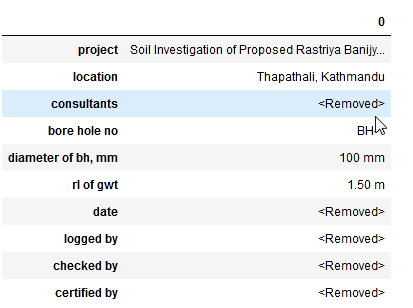 0
project Soil Investigation of Proposed Rastriya Banijy...
location Thapathali, Kathmandu
consultants <Removed>
bore hole no
diameter of bh, mm 100 mm
rl of gwt 1.50 m
date <Removed>
logged by <Removed>
checked by <Removed>
certified by <Removed>